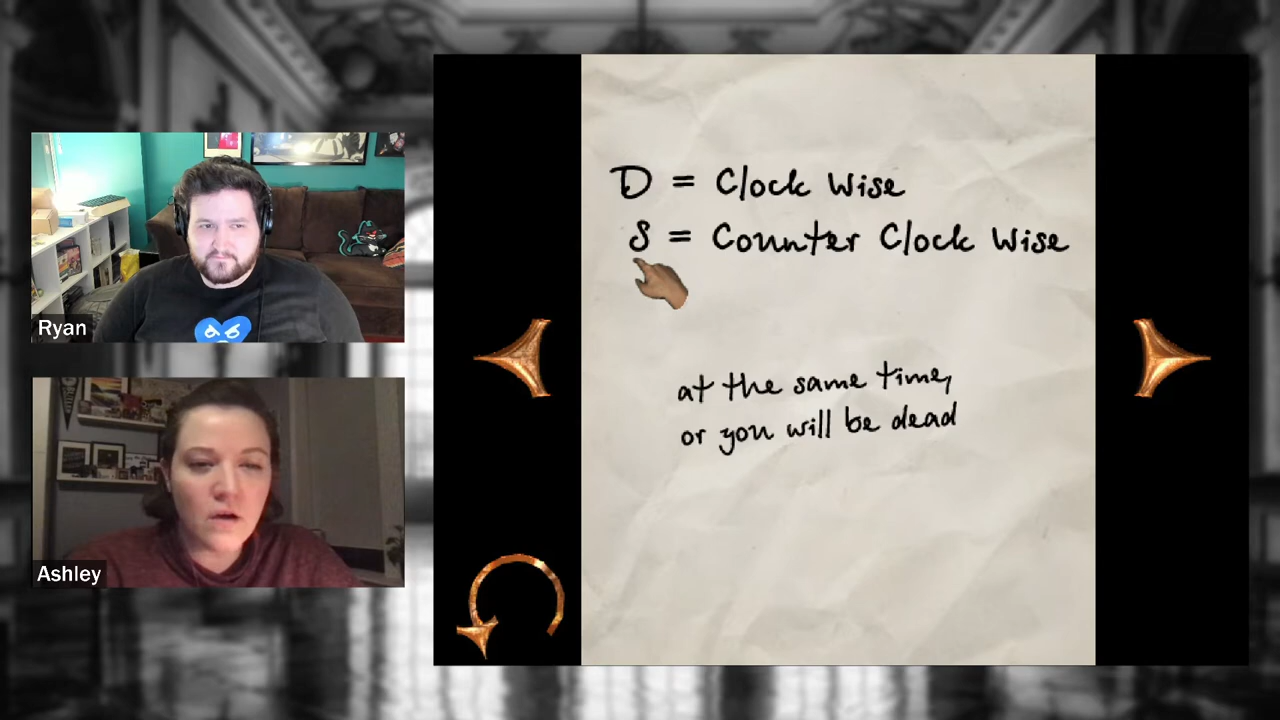 Ryan
Ashley
D = Clock Wise
S = Counter Clock Wise
at the same time,
or you will be dead